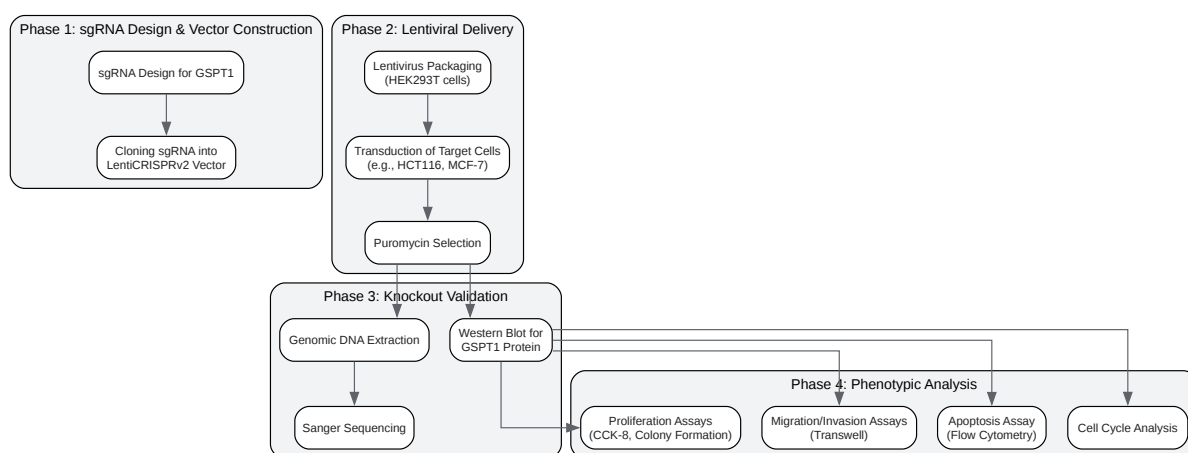 Phase 1: sgRNA Design & Vector Construction
sgRNA Design for GSPT1
Cloning sgRNA into
LentiCRISPRv2 Vector
Phase 2: Lentiviral Delivery
Lentivirus Packaging
(HEK293T cells)
Transduction of Target Cells
(e.g., HCT116, MCF-7)
Puromycin Selection
Phase 3: Knockout Validation
Genomic DNA Extraction
Western Blot for
GSPT1 Protein
Sanger Sequencing
Phase 4: Phenotypic Analysis
Proliferation Assays
(CCK-8, Colony Formation)
Migration/Invasion Assays
(Transwell)
Apoptosis Assay
(Flow Cytometry)
Cell Cycle Analysis